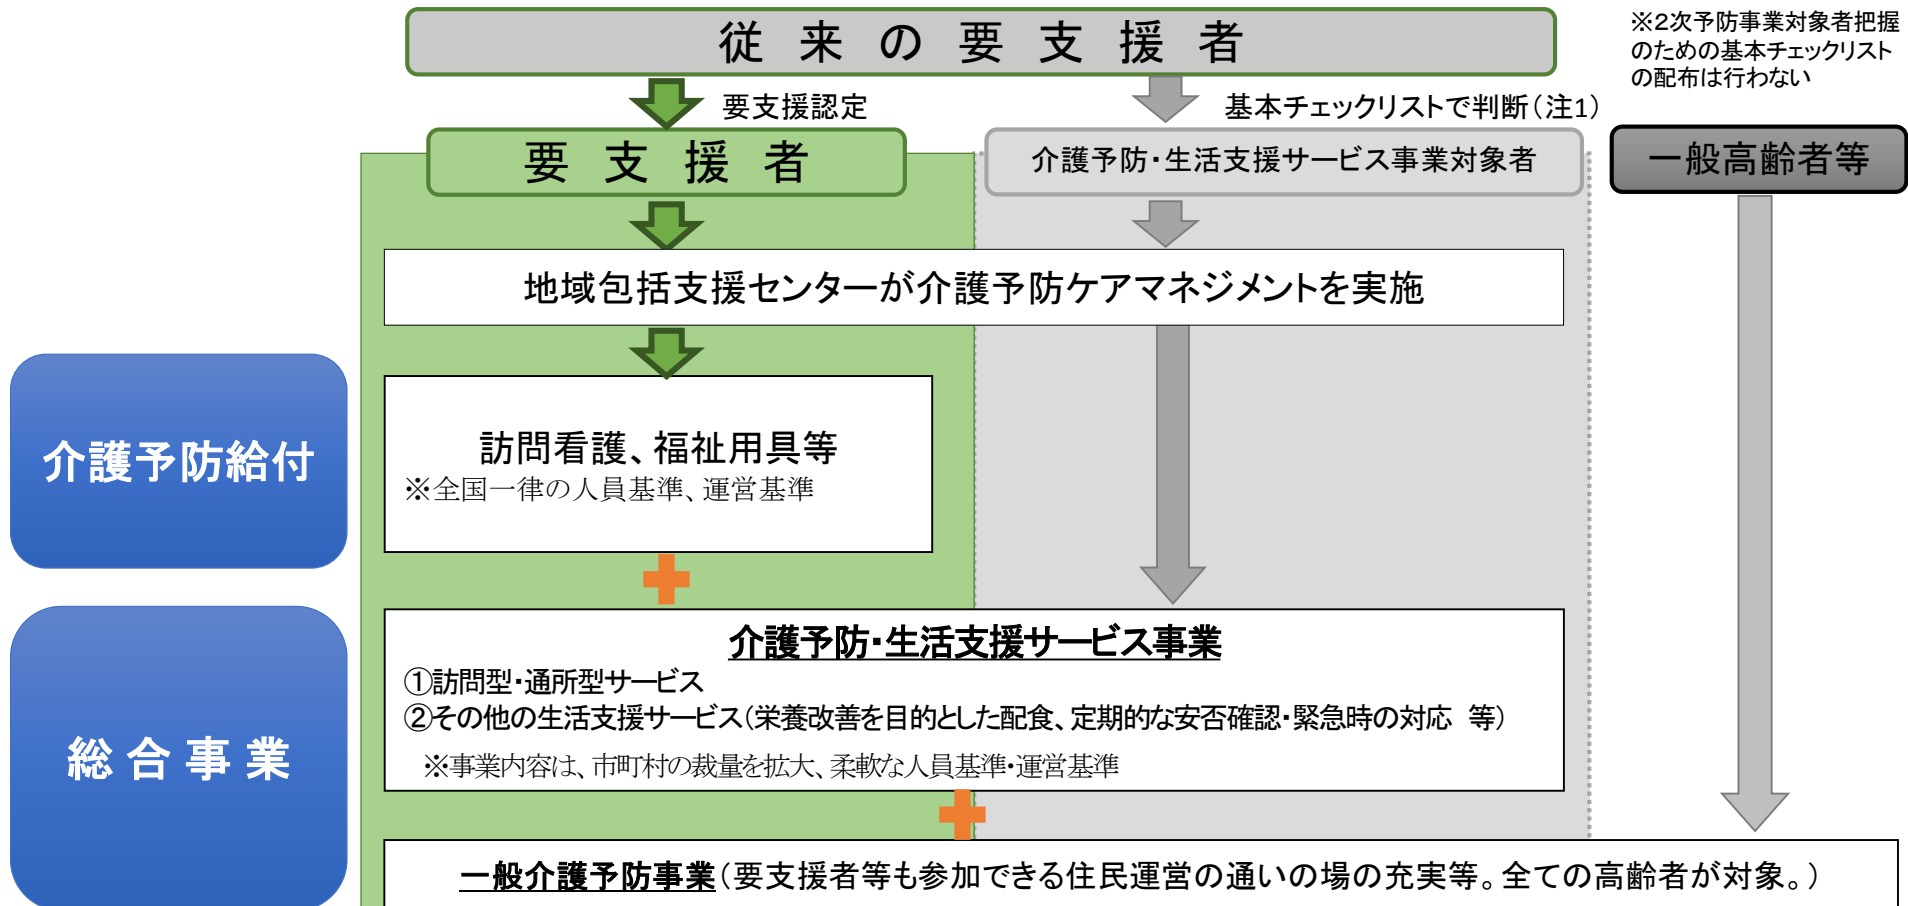 従来の要支援者
※2次予防事業対象者把握
のための基本チェックリスト
の配布は行わない
要支援認定
基本チェックリストで判断(注1)
要支援者
介護予防・生活支援サービス事業対象者
一般高齢者等
地域包括支援センターが介護予防ケアマネジメントを実施
介護予防給付
訪問看護、福祉用具等
※全国一律の人員基準、運営基準
総合事業
介護予防・生活支援サービス事業
①訪問型・通所型サービス
②その他の生活支援サービス(栄養改善を目的とした配食、定期的な安否確認・緊急時の対応 等)
※事業内容は、市町村の裁量を拡大、柔軟な人員基準・運営基準
一般介護予防事業(要支援者等も参加できる住民運営の通いの場の充実等。全ての高齢者が対象。)